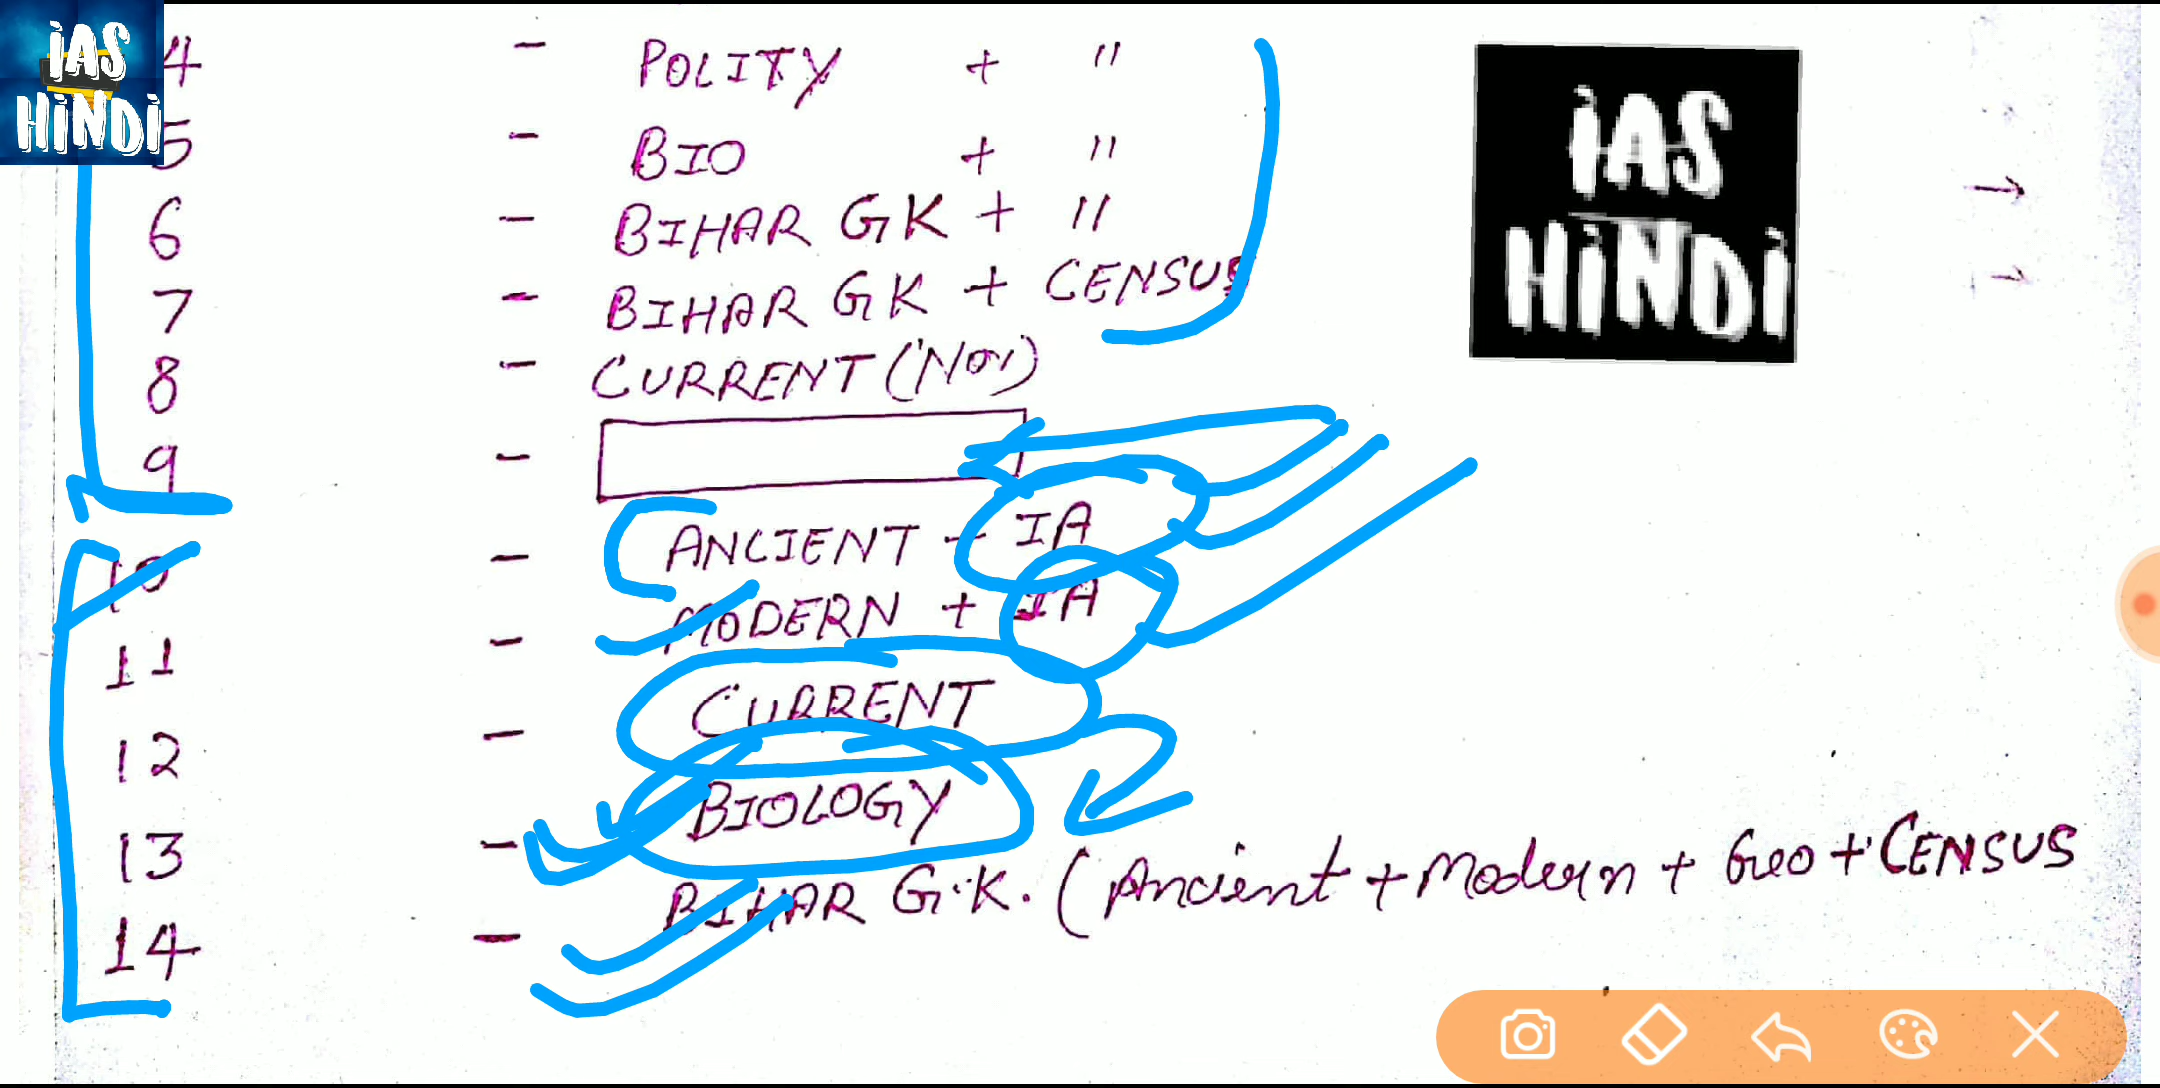 iAS
HiNDi
4 - POLITY + "
5 - BIO + "
6 - BIHAR GK + "
7 - BIHAR GK + CENSUS
8 - CURRENT (Nov)
9 -
10 - ANCIENT - IA
11 - MODERN + IA
12 - CURRENT
13 - BIOLOGY
14 - BIHAR G.K. (Ancient + Modern + Geo + CENSUS
iAS
HiNDi